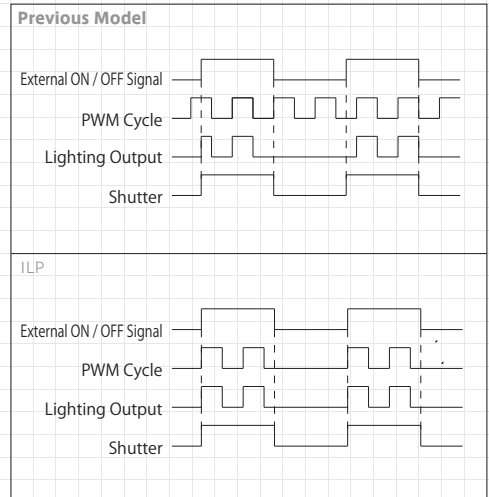 Previous Model
External ON / OFF Signal
PWM Cycle
Lighting Output
Shutter
ILP
External ON / OFF Signal
PWM Cycle
Lighting Output
Shutter